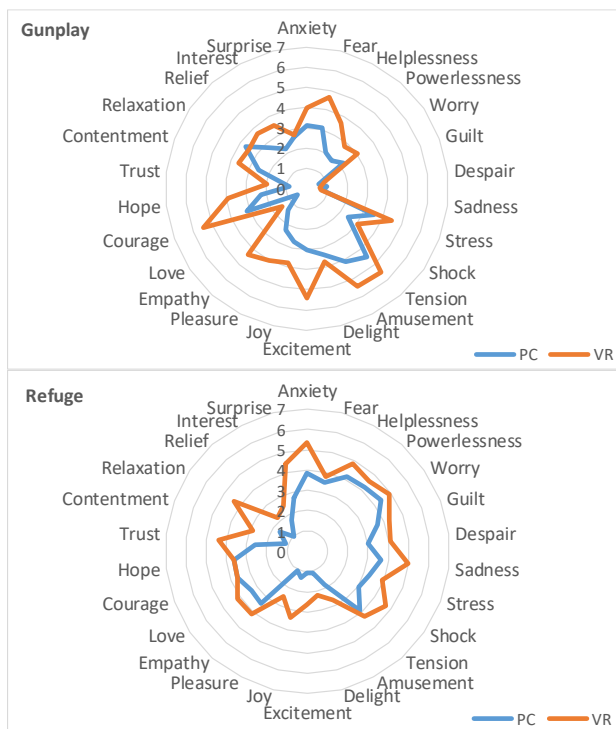 Gunplay
Anxiety
Surprise
Fear
Interest
Helplessness
Relief
Powerlessness
Relaxation
Worry
Contentment
Guilt
Trust
Despair
Hope
Sadness
Courage
Stress
Love
Shock
Empathy
Tension
Pleasure
Amusement
Joy
Delight
Excitement
7
6
5
4
3
2
1
0
PC
VR
Refuge
Anxiety
Surprise
Fear
Interest
Helplessness
Relief
Powerlessness
Relaxation
Worry
Contentment
Guilt
Trust
Despair
Hope
Sadness
Courage
Stress
Love
Shock
Empathy
Tension
Pleasure
Amusement
Joy
Delight
Excitement
7
6
5
4
3
2
1
0
PC
VR